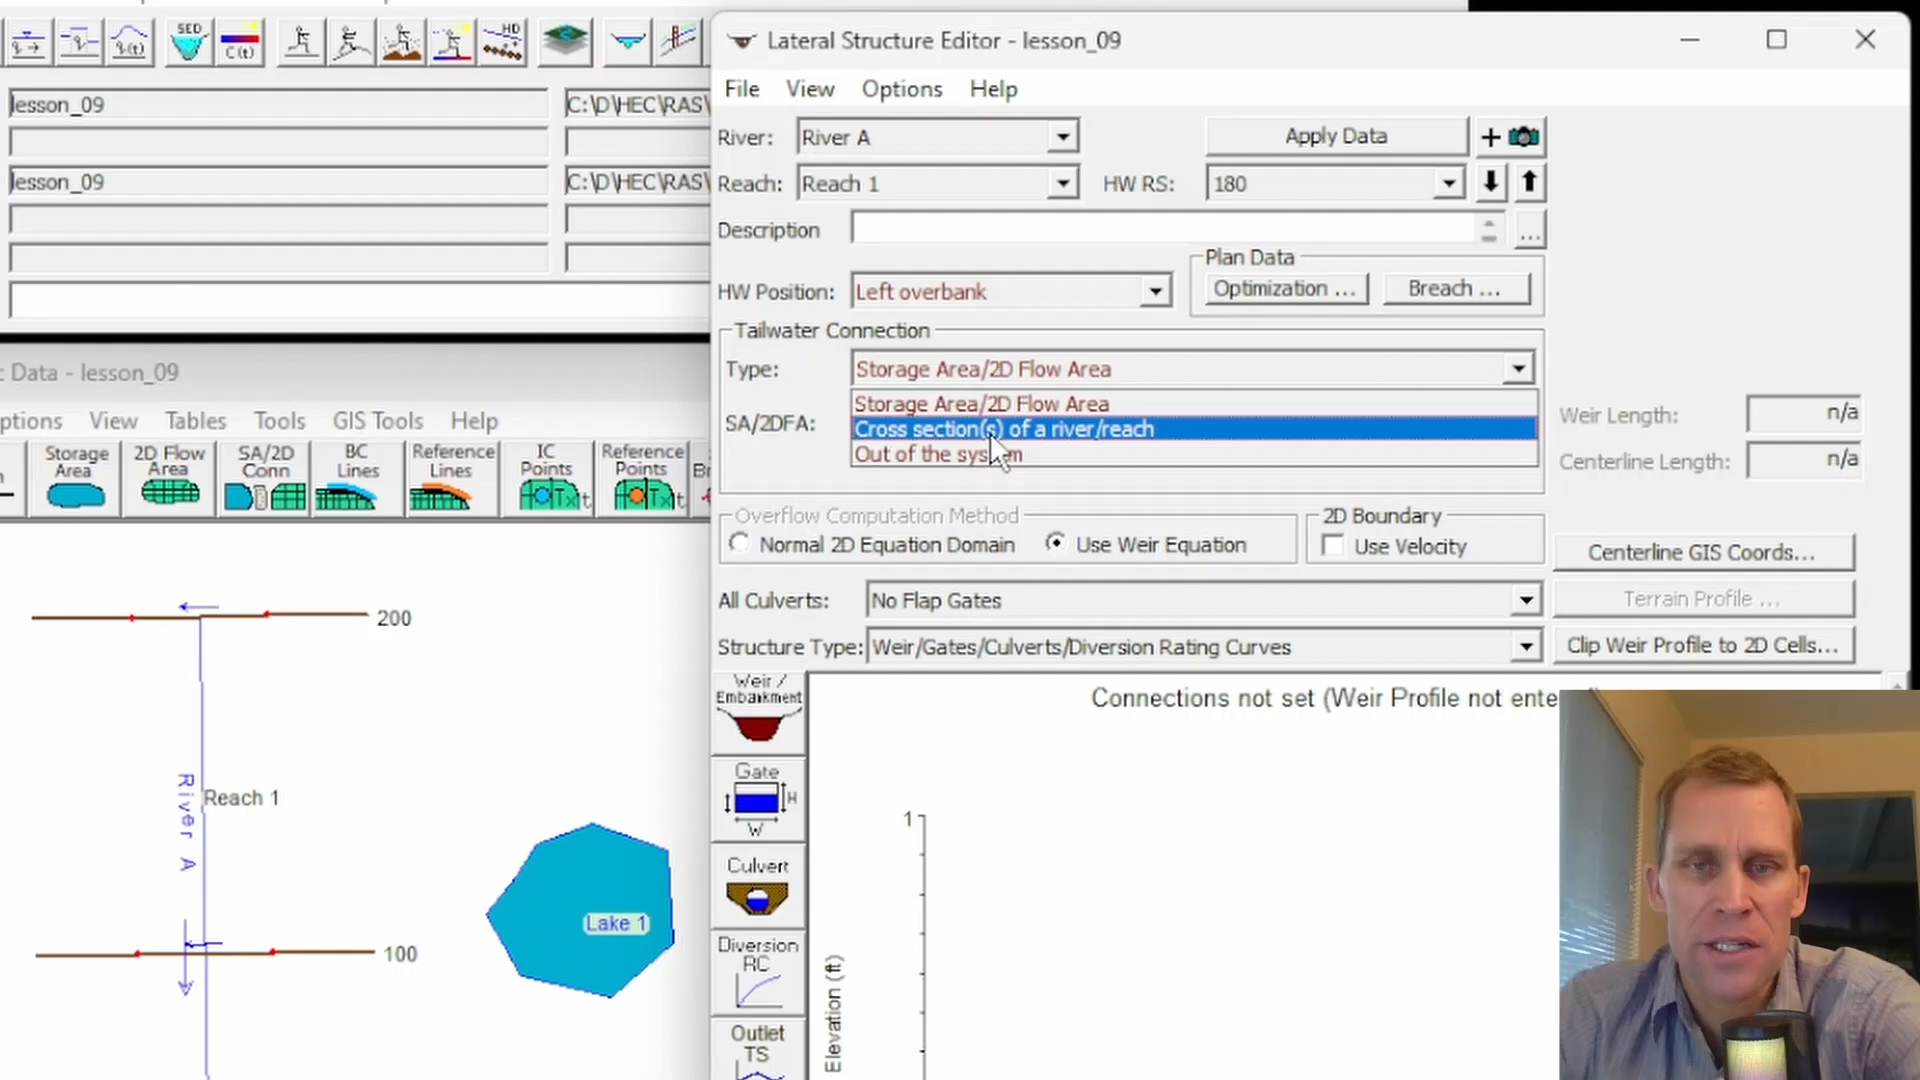 SED
C(t)
HD
lesson_09
C:\D\HEC\RAS\
lesson_09
C:\D\HEC\RAS\
Data - lesson_09
View Tables Tools GIS Tools Help
Storage Area
2D Flow Area
SA/2D Conn
BC Lines
Reference Lines
IC Points
Reference Points
200
River A
Reach 1
Lake 1
100
Lateral Structure Editor - lesson_09
File View Options Help
River: River A
Apply Data
+
Reach: Reach 1
HW RS: 180
Description
...
HW Position: Left overbank
Plan Data
Optimization ...
Breach ...
Tailwater Connection
Type: Storage Area/2D Flow Area
SA/2DFA:
Storage Area/2D Flow Area
Cross section(s) of a river/reach
Out of the system
Weir Length: n/a
Centerline Length: n/a
Overflow Computation Method
Normal 2D Equation Domain
Use Weir Equation
2D Boundary
Use Velocity
Centerline GIS Coords...
All Culverts: No Flap Gates
Terrain Profile ...
Structure Type: Weir/Gates/Culverts/Diversion Rating Curves
Clip Weir Profile to 2D Cells...
Weir / Embankment
Gate
H
W
Culvert
Diversion RC
Outlet TS
Connections not set (Weir Profile not ente
1
Elevation (ft)